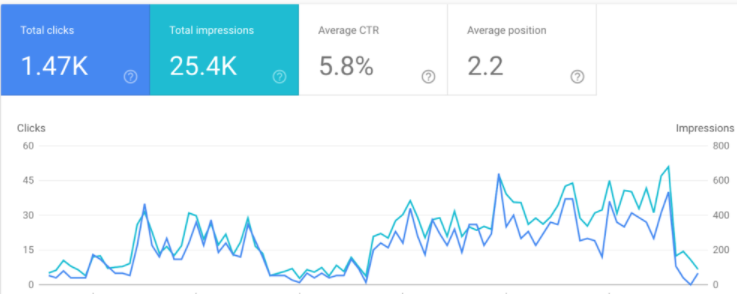 Total clicks
1.47K
Total impressions
25.4K
Average CTR
5.8%
Average position
2.2
Clicks
Impressions
60
800
45
600
30
400
15
200
0
0